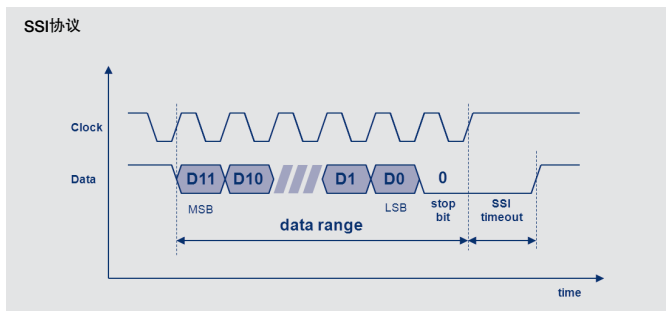 SSI协议
Clock
Data
D11 D10 D1 D0 0
MSB LSB stop bit SSI timeout
data range
time